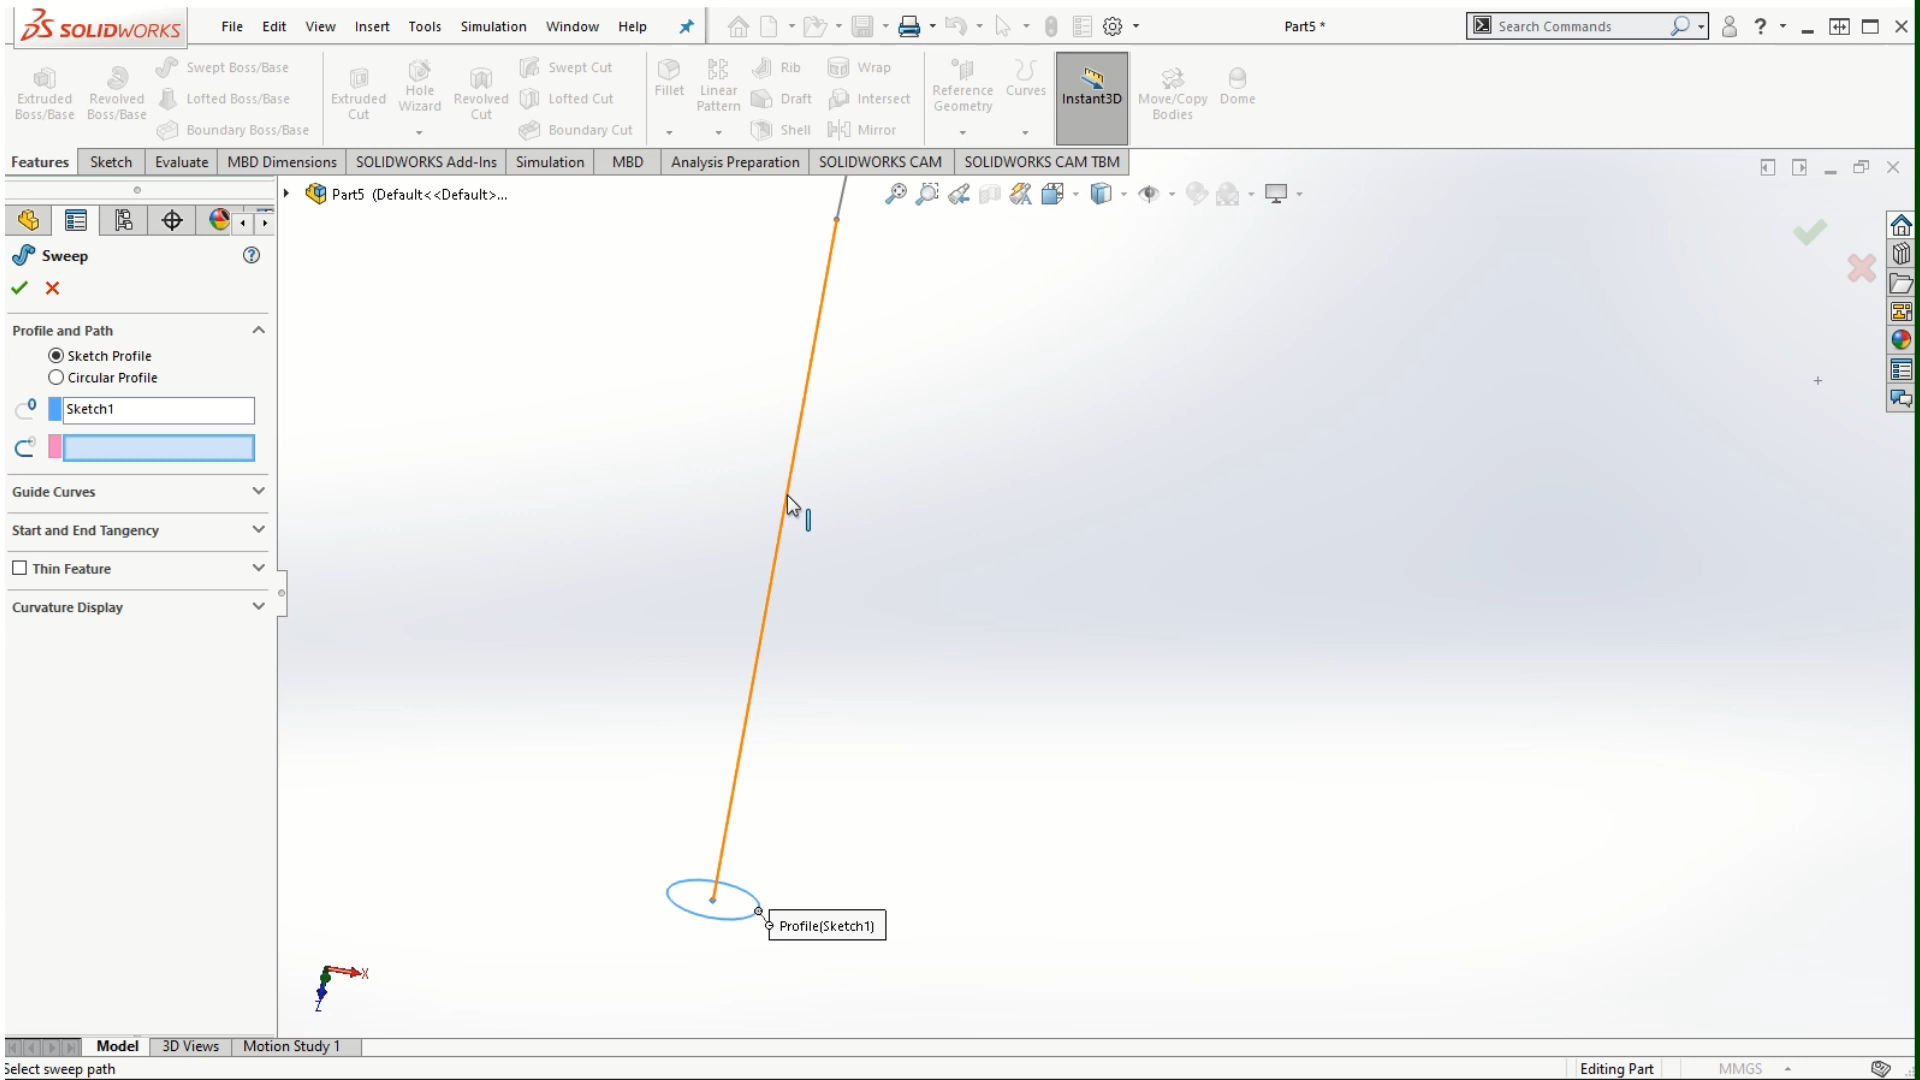 SOLIDWORKS File Edit View Insert Tools Simulation Window Help Part5 * Search Commands ?
Extruded Boss/Base
Revolved Boss/Base
Swept Boss/Base
Lofted Boss/Base
Boundary Boss/Base
Extruded Cut
Hole Wizard
Revolved Cut
Swept Cut
Lofted Cut
Boundary Cut
Fillet
Linear Pattern
Rib
Draft
Shell
Wrap
Intersect
Mirror
Reference Geometry
Curves
Instant3D
Move/Copy Bodies
Dome
Features Sketch Evaluate MBD Dimensions SOLIDWORKS Add-Ins Simulation MBD Analysis Preparation SOLIDWORKS CAM SOLIDWORKS CAM TBM
Part5 (Default<<Default>...
Sweep
Profile and Path
Sketch Profile
Circular Profile
Sketch1
Guide Curves
Start and End Tangency
Thin Feature
Curvature Display
Profile(Sketch1)
X
Z
Model 3D Views Motion Study 1
Select sweep path Editing Part MMGS